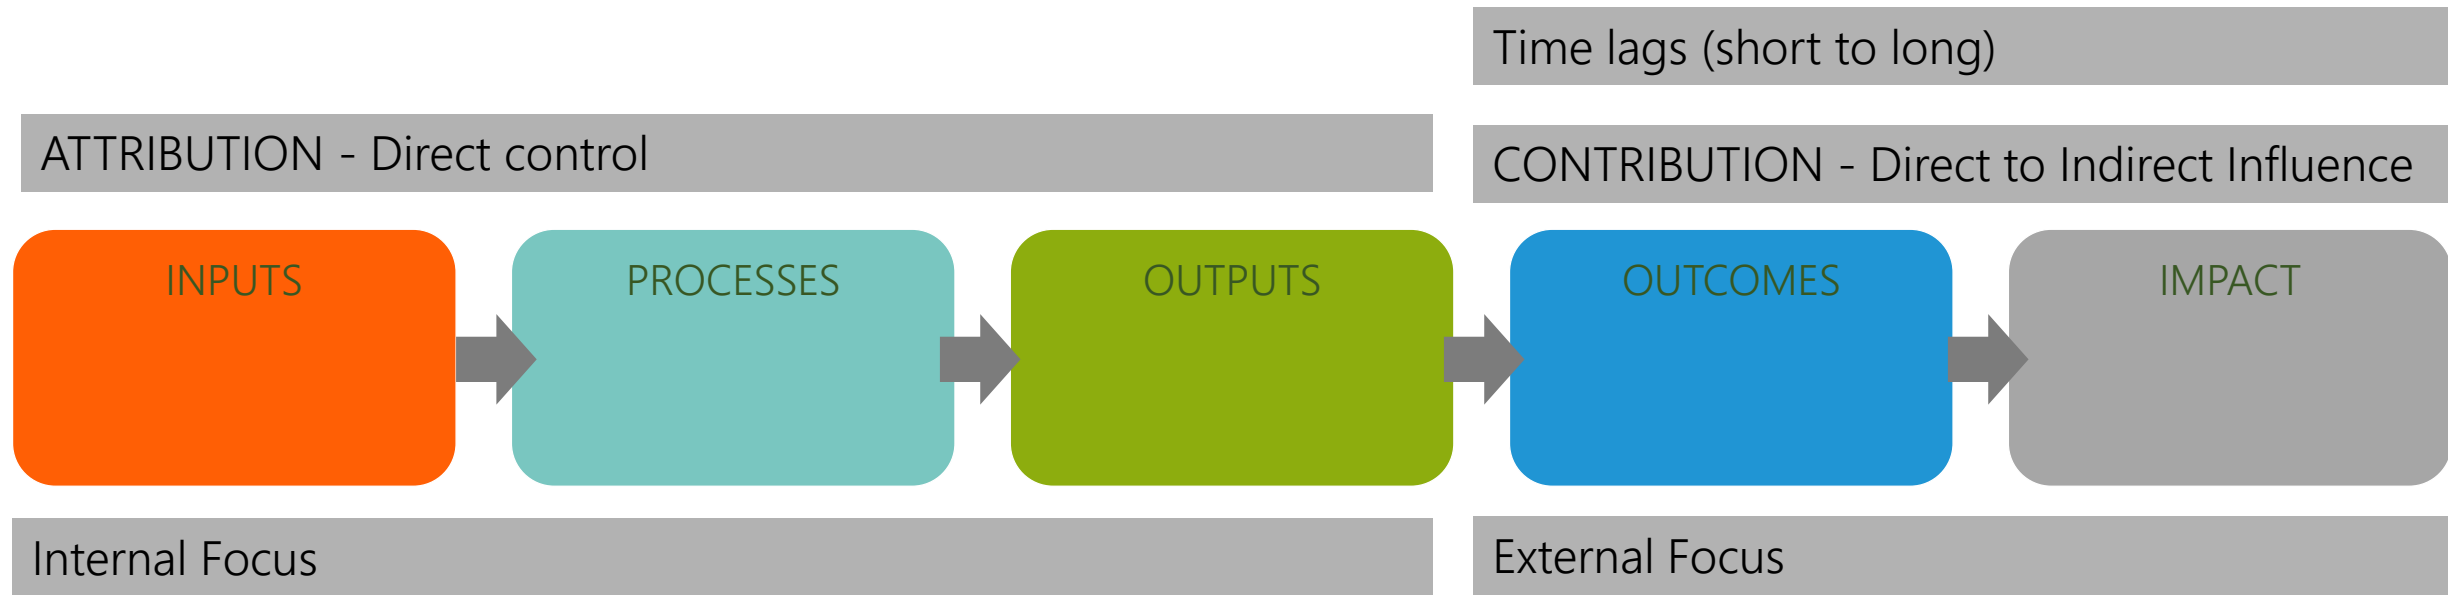 Time lags (short to long)
ATTRIBUTION - Direct control
CONTRIBUTION - Direct to Indirect Influence
INPUTS
PROCESSES
OUTPUTS
OUTCOMES
IMPACT
Internal Focus
External Focus